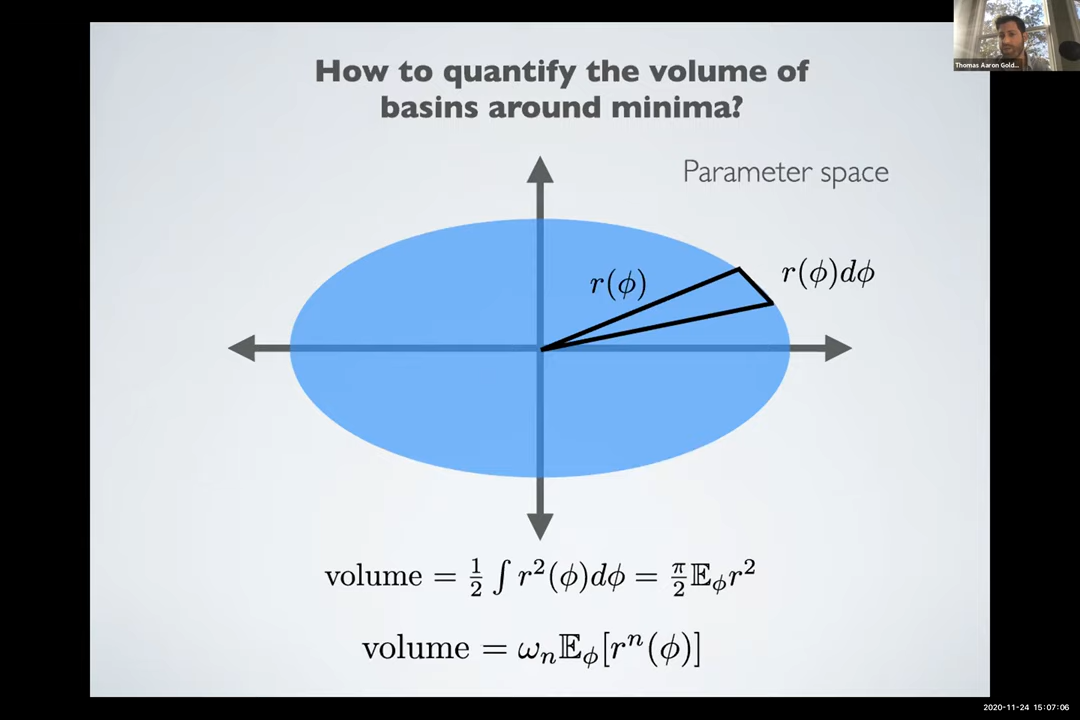 Thomas Aaron Gold...
How to quantify the volume of
basins around minima?
Parameter space
r(ϕ)
r(ϕ)dϕ
volume = ½ ∫ r²(ϕ)dϕ = π/2 𝔼_ϕ r²
volume = ω_n 𝔼_ϕ[rⁿ(ϕ)]
2020-11-24 15:07:06